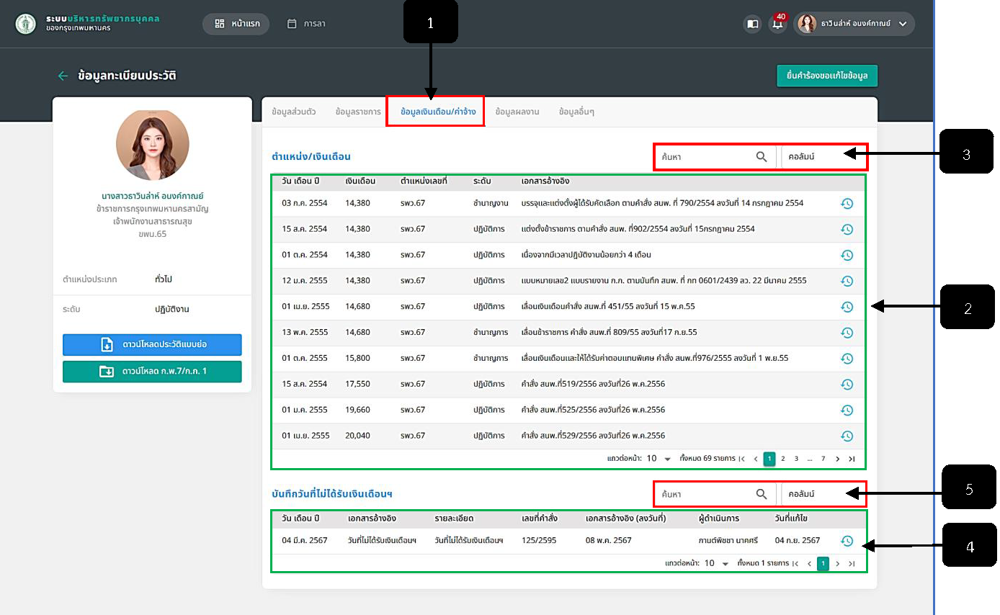 1
ระบบบริหารทรัพยากรบุคคล
ของกรุงเทพมหานคร
หน้าแรก
การลา
40
ธาวินล่าห์ อนงค์กาณย์
ข้อมูลทะเบียนประวัติ
ยื่นคำร้องขอแก้ไขข้อมูล
นางสาวธาวินล่าห์ อนงค์กาณย์
ข้าราชการกรุงเทพมหานครสามัญ
เจ้าพนักงานสาธารณสุข
ขพน.65
ตำแหน่งประเภท ทั่วไป
ระดับ ปฏิบัติงาน
ดาวน์โหลดประวัติแบบย่อ
ดาวน์โหลด ก.พ.7/ก.ก. 1
ข้อมูลส่วนตัว ข้อมูลราชการ ข้อมูลเงินเดือน/ค่าจ้าง ข้อมูลผลงาน ข้อมูลอื่นๆ
ตำแหน่ง/เงินเดือน ค้นหา คอลัมน์
3
วัน เดือน ปี เงินเดือน ตำแหน่งเลขที่ ระดับ เอกสารอ้างอิง
03 ก.ค. 2554 14,380 รพว.67 ชำนาญงาน บรรจุและแต่งตั้งผู้ได้รับคัดเลือก ตามคำสั่ง สนพ. ที่ 790/2554 ลงวันที่ 14 กรกฎาคม 2554
15 ส.ค. 2554 14,380 รพว.67 ปฏิบัติการ แต่งตั้งข้าราชการ ตามคำสั่ง สนพ. ที่902/2554 ลงวันที่ 15กรกฎาคม 2554
01 ต.ค. 2554 14,380 รพว.67 ปฏิบัติการ เนื่องจากมีเวลาปฏิบัติงานน้อยกว่า 4 เดือน
12 ม.ค. 2555 14,380 รพว.67 ปฏิบัติการ แบบหมายเลข2 แบบรายงาน ก.ก. ตามบันทึก สนพ. ที่ กท 0601/2439 ลว. 22 มีนาคม 2555
01 เม.ย. 2555 14,680 รพว.67 ปฏิบัติการ เลื่อนเงินเดือนคำสั่ง สนพ.ที่ 451/55 ลงวันที่ 15 พ.ค.55
2
13 พ.ค. 2555 14,680 รพว.67 ชำนาญการ เลื่อนข้าราชการ คำสั่ง สนพ.ที่ 809/55 ลงวันที่17 ก.ย.55
01 ต.ค. 2555 15,800 รพว.67 ชำนาญการ เลื่อนเงินเดือนและให้ได้รับค่าตอบแทนพิเศษ คำสั่ง สนพ.ที่976/2555 ลงวันที่ 1 พ.ย.55
15 ส.ค. 2554 17,550 รพว.67 ปฏิบัติการ คำสั่ง สนพ.ที่519/2556 ลงวันที่26 พ.ค.2556
01 ม.ค. 2555 19,660 รพว.67 ปฏิบัติการ คำสั่ง สนพ.ที่525/2556 ลงวันที่26 พ.ค.2556
01 เม.ย. 2555 20,040 รพว.67 ปฏิบัติการ คำสั่ง สนพ.ที่529/2556 ลงวันที่26 พ.ค.2556
แถวต่อหน้า: 10 ทั้งหมด 69 รายการ 1 2 3 ... 7
บันทึกวันที่ไม่ได้รับเงินเดือนฯ ค้นหา คอลัมน์
5
วัน เดือน ปี เอกสารอ้างอิง รายละเอียด เลขที่คำสั่ง เอกสารอ้างอิง (ลงวันที่) ผู้ดำเนินการ วันที่แก้ไข
04 มี.ค. 2567 วันที่ไม่ได้รับเงินเดือนฯ วันที่ไม่ได้รับเงินเดือนฯ 125/2595 08 พ.ค. 2567 กานต์พิชชา นาคศรี 04 ก.ย. 2567
4
แถวต่อหน้า: 10 ทั้งหมด 1 รายการ 1